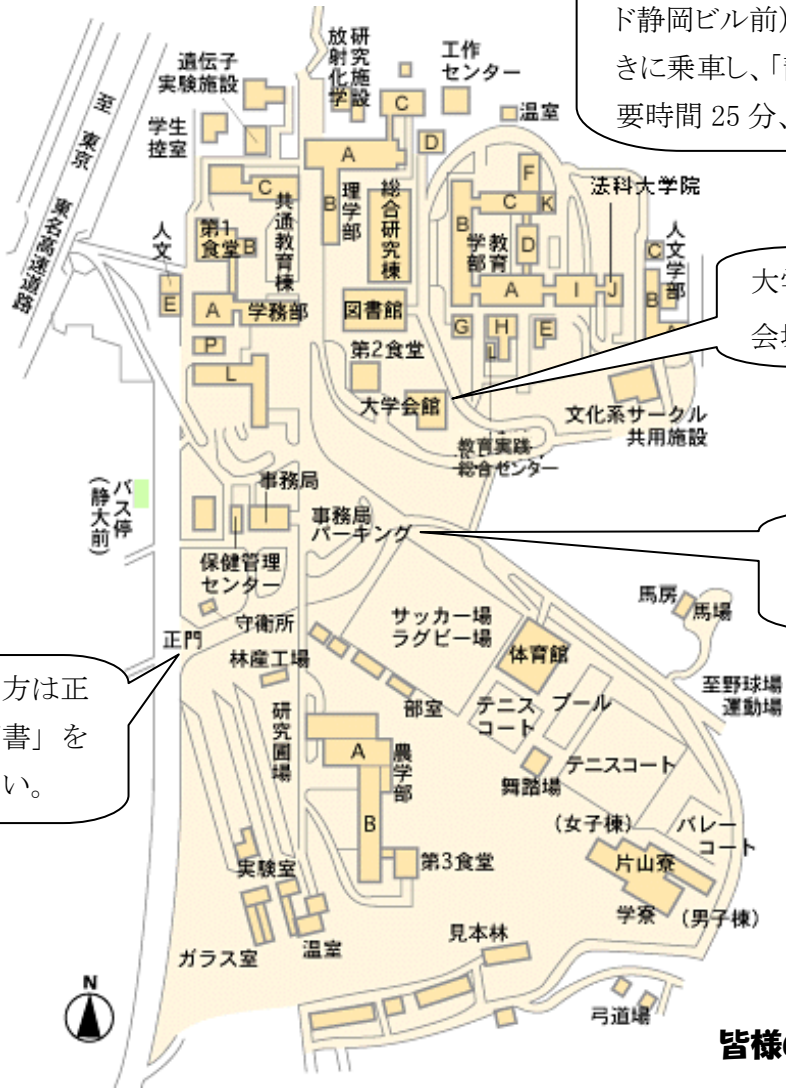 ド静岡ビル前)
きに乗車し、「
要時間 25 分、
至 東京 東名高速道路
遺伝子
実験施設
放射化学
研究施設
工作
センター
温室
学生
控室
C
A
B
理学部
D
総合研究棟
C
共通教育棟
第1
食堂
B
人文
E
A
学務部
P
L
図書館
第2食堂
大学会館
F
C
K
B
教育
学部
D
A
I
J
法科大学院
G
H
L
E
人文学部
C
B
A
大学
会場
文化系サークル
共用施設
教育実践
総合センター
バス停
(静大前)
事務局
保健管理
センター
事務局
パーキング
守衛所
正門
林産工場
サッカー場
ラグビー場
体育館
馬房
馬場
至野球場
運動場
方は正
書」を
い。
部室
テニス
コート
プール
研究圃場
A
農学部
B
舞踏場
テニスコート
(女子棟)
バレー
コート
片山寮
学寮
(男子棟)
第3食堂
実験室
ガラス室
温室
見本林
弓道場
N
皆様